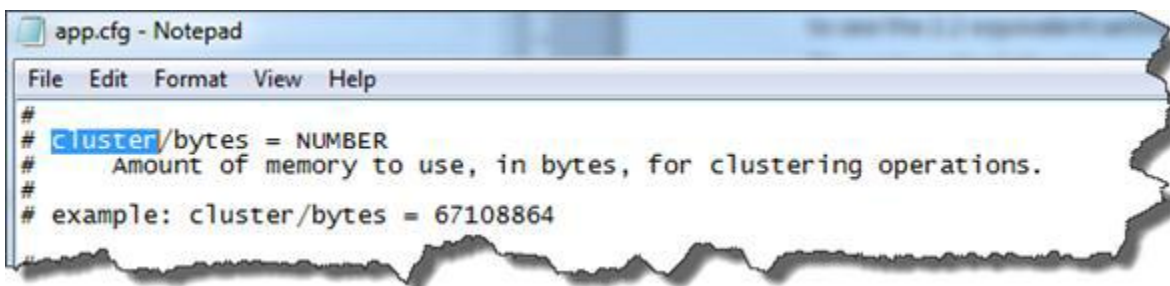 app.cfg - Notepad
File Edit Format View Help
#
# cluster/bytes = NUMBER
#     Amount of memory to use, in bytes, for clustering operations.
#
# example: cluster/bytes = 67108864